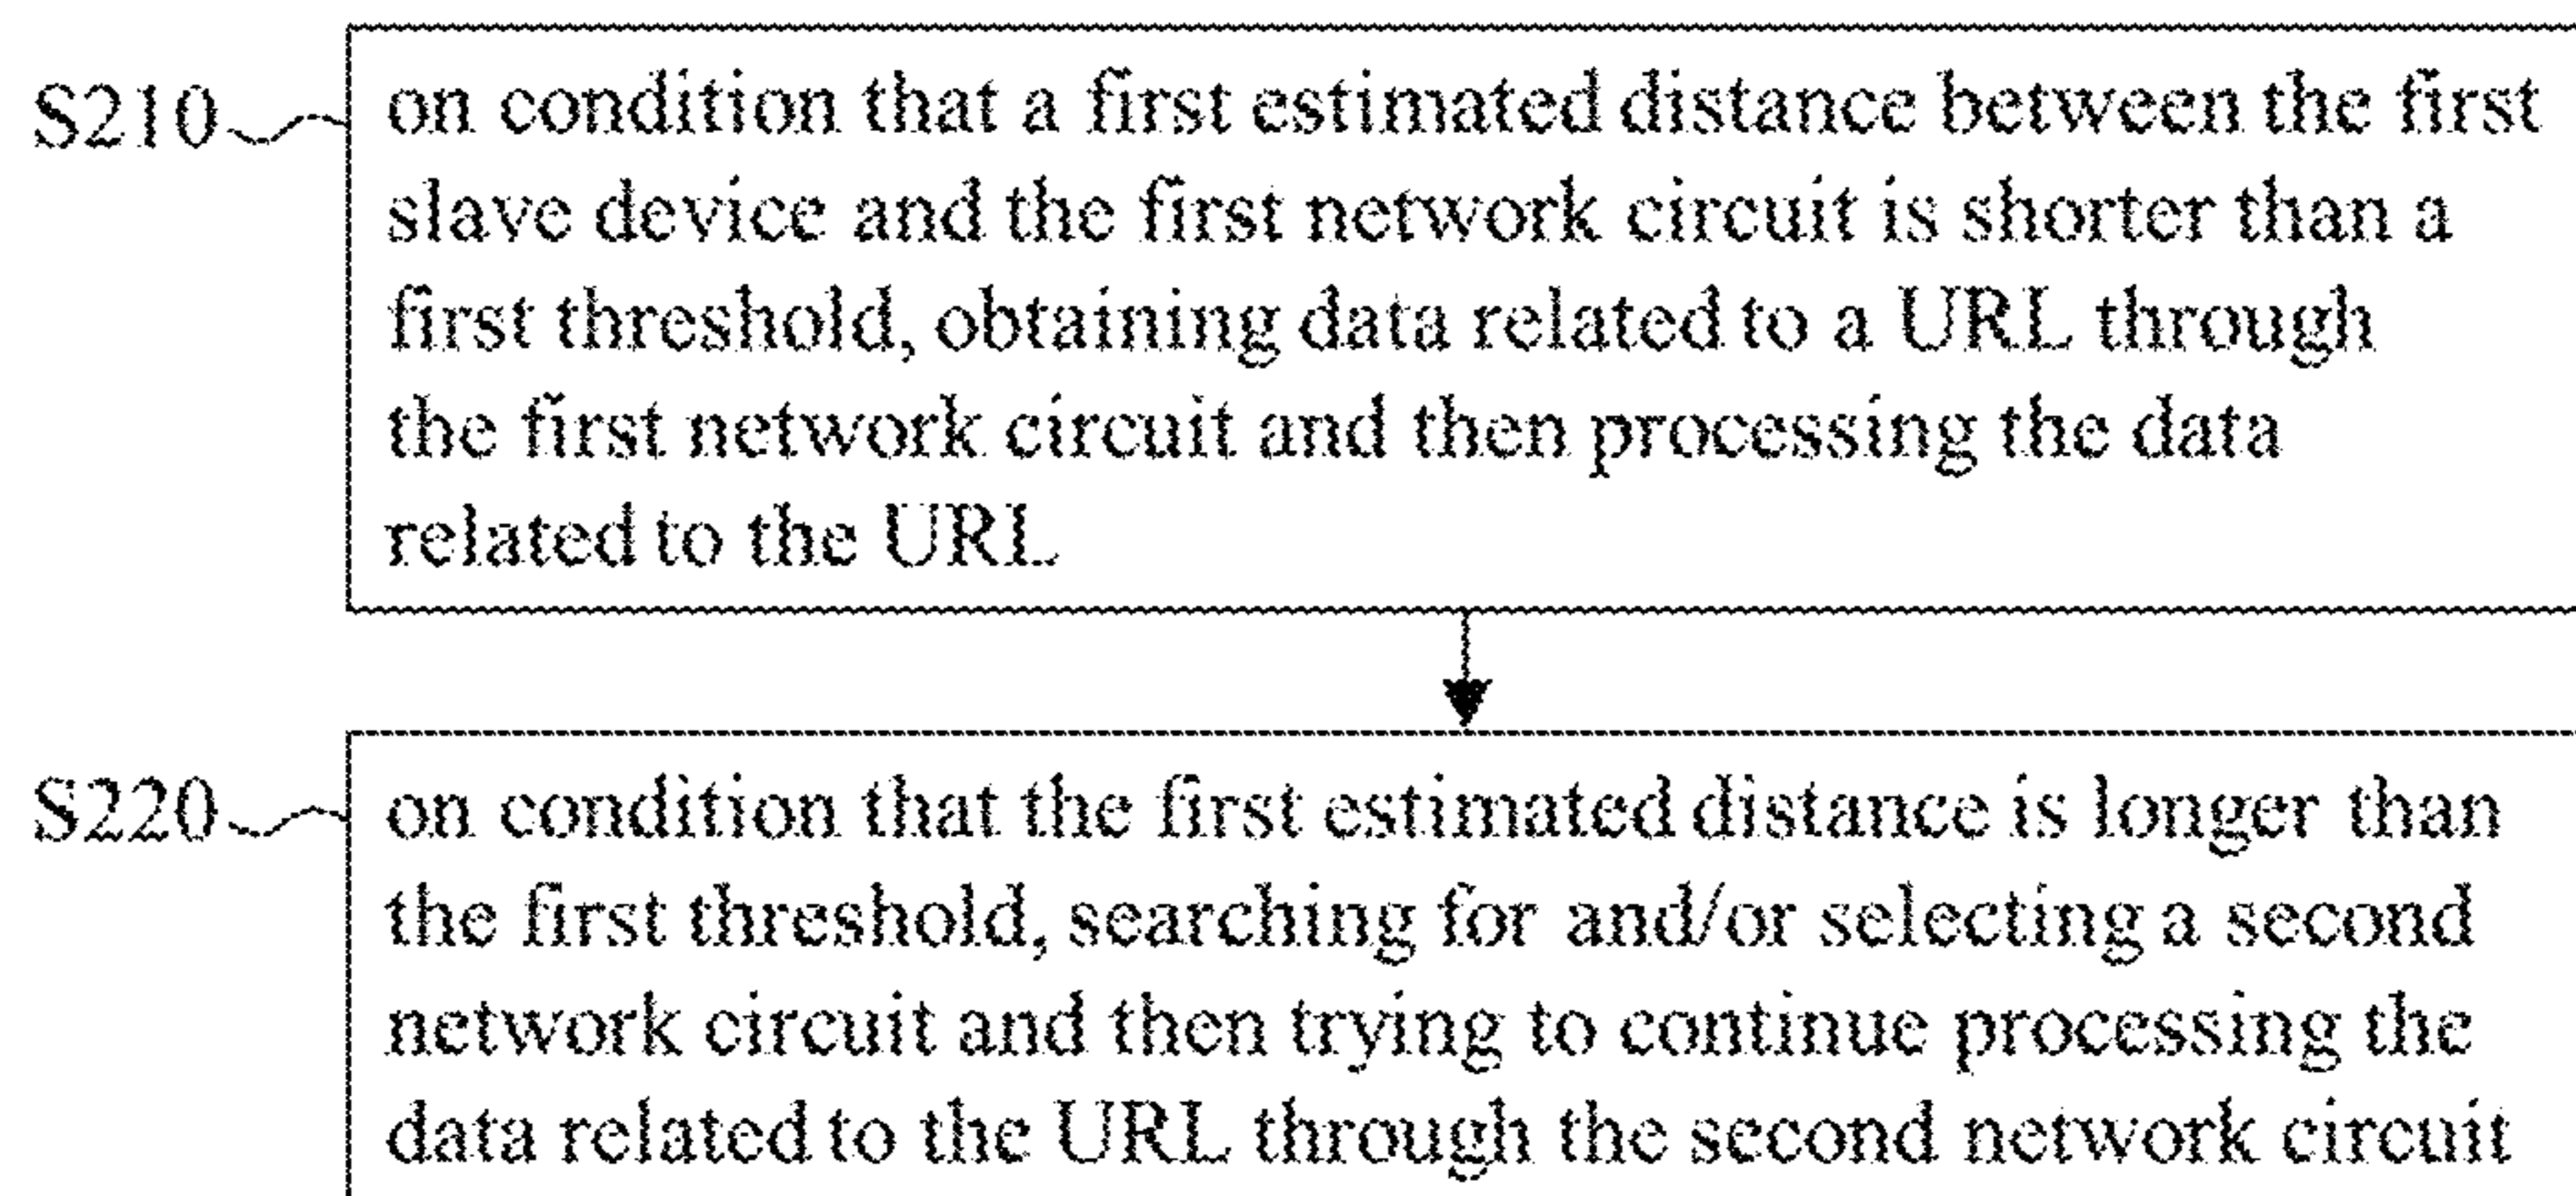 S210
on condition that a first estimated distance between the first
slave device and the first network circuit is shorter than a
first threshold, obtaining data related to a URL through
the first network circuit and then processing the data
related to the URL
S220
on condition that the first estimated distance is longer than
the first threshold, searching for and/or selecting a second
network circuit and then trying to continue processing the
data related to the URL through the second network circuit